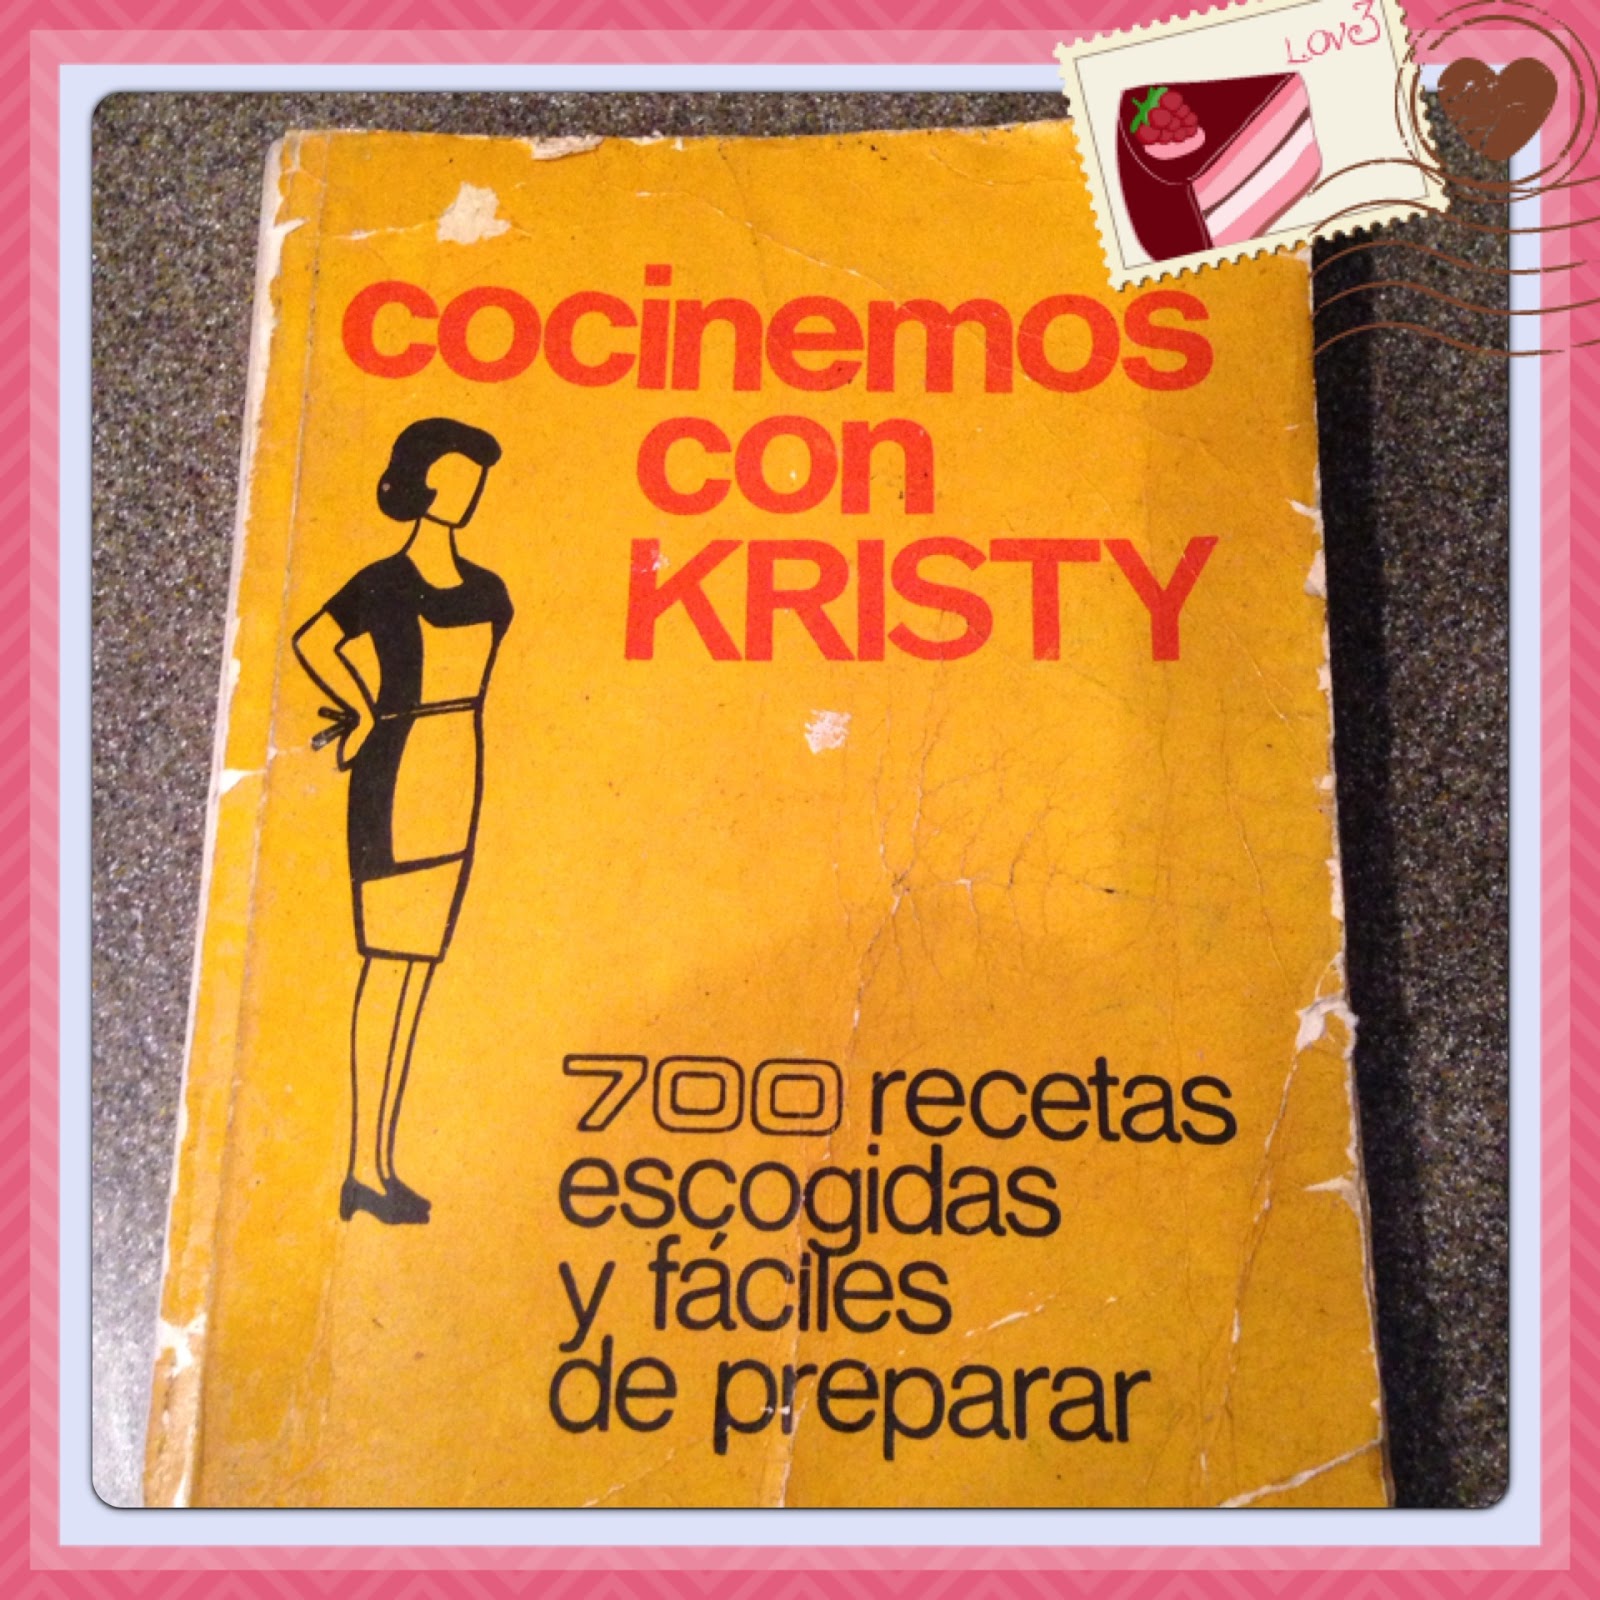 LOVE
cocinemos
con
KRISTY
700 recetas
escogidas
y fáciles
de preparar